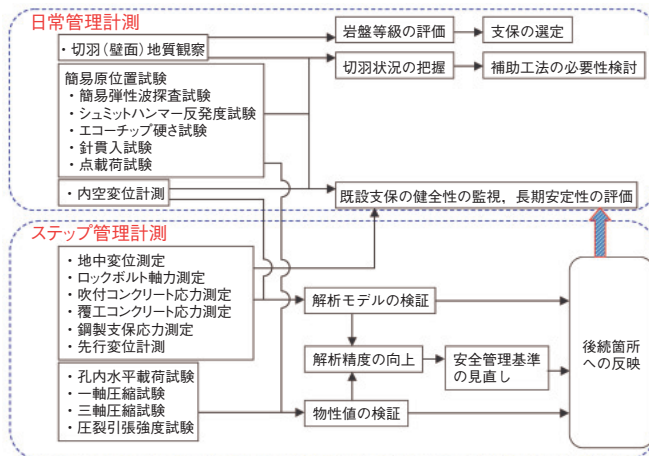 日常管理計測
・切羽(壁面)地質観察
岩盤等級の評価
支保の選定
切羽状況の把握
補助工法の必要性検討
簡易原位置試験
・簡易弾性波探査試験
・シュミットハンマー反発度試験
・エコーチップ硬さ試験
・針貫入試験
・点載荷試験
・内空変位計測
既設支保の健全性の監視，長期安定性の評価
ステップ管理計測
・地中変位測定
・ロックボルト軸力測定
・吹付コンクリート応力測定
・覆工コンクリート応力測定
・鋼製支保応力測定
・先行変位計測
解析モデルの検証
解析精度の向上
安全管理基準
の見直し
後続箇所
への反映
・孔内水平載荷試験
・一軸圧縮試験
・三軸圧縮試験
・圧裂引張強度試験
物性値の検証